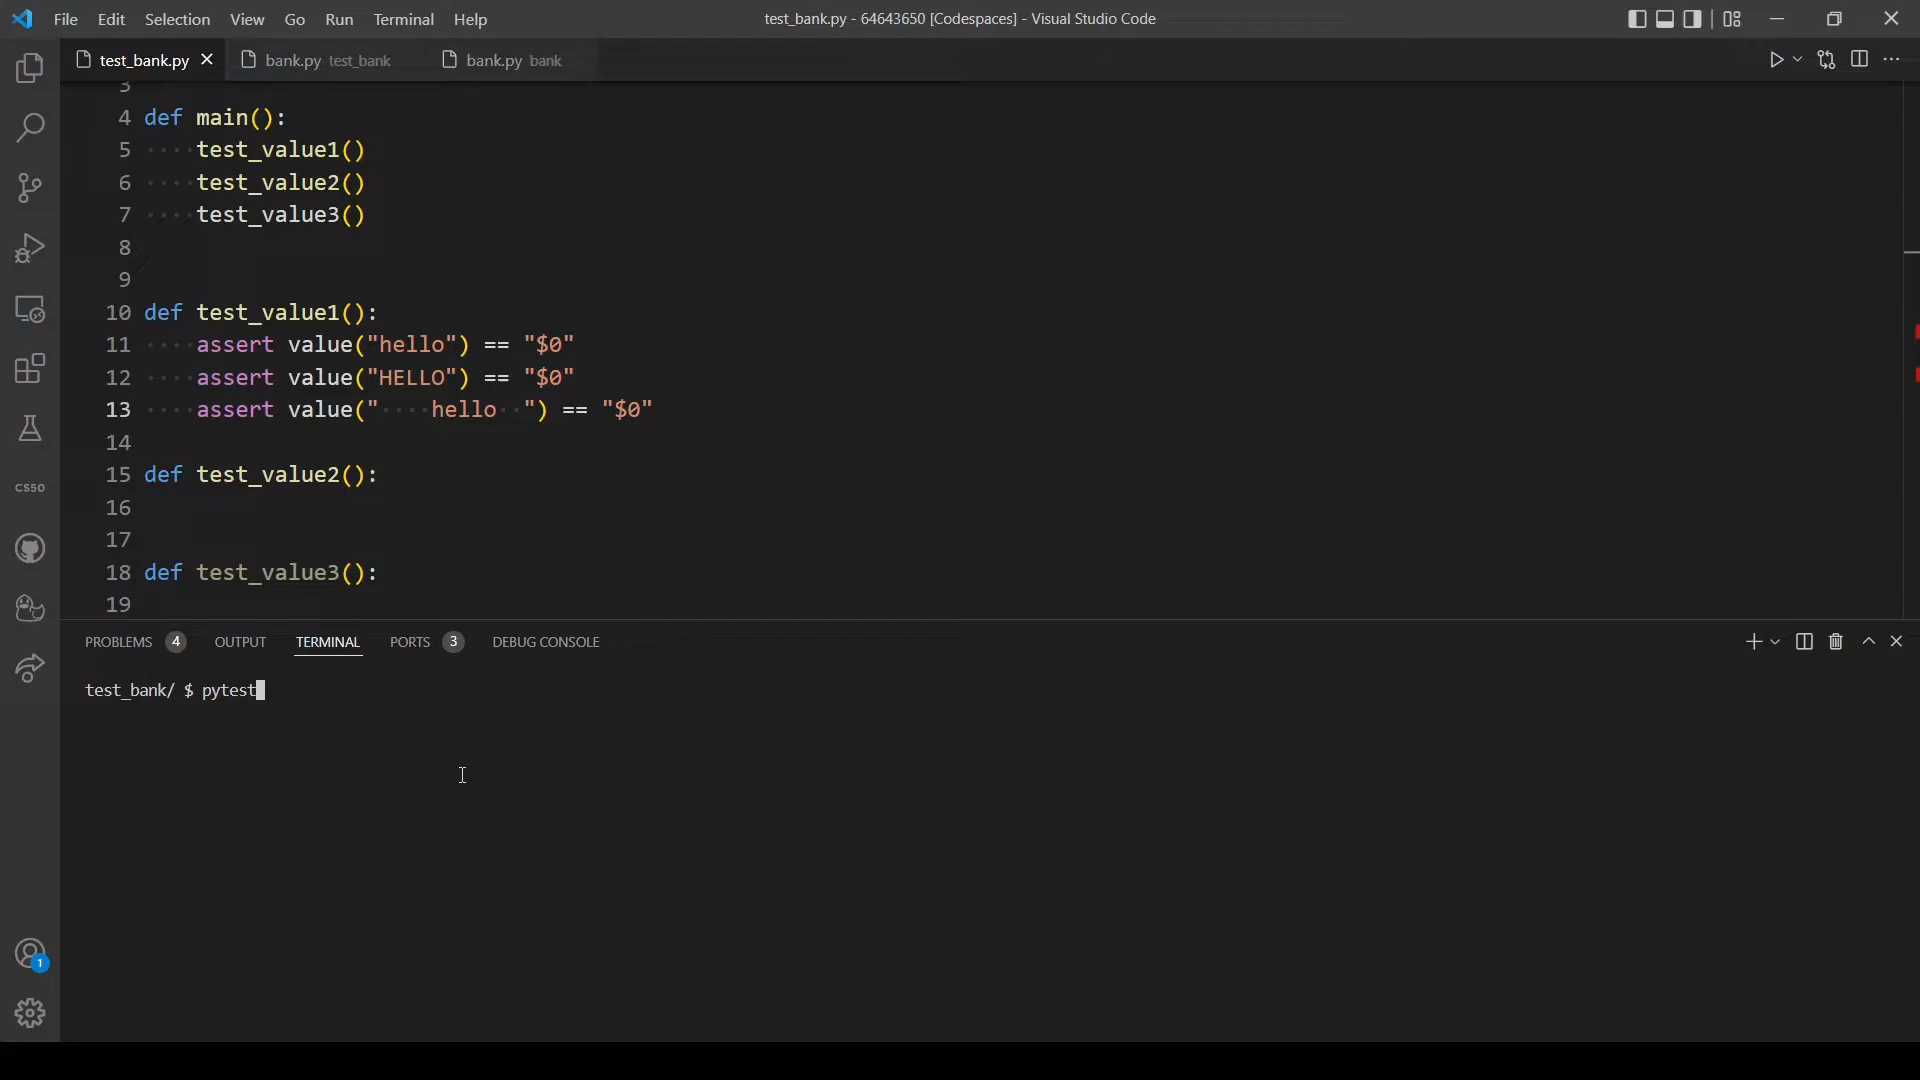 File Edit Selection View Go Run Terminal Help
test_bank.py - 64643650 [Codespaces] - Visual Studio Code
test_bank.py bank.py test_bank bank.py bank
3
4 def main():
5 ····test_value1()
6 ····test_value2()
7 ····test_value3()
8
9
10 def test_value1():
11 ····assert value("hello") == "$0"
12 ····assert value("HELLO") == "$0"
13 ····assert value("····hello··") == "$0"
14
15 def test_value2():
16
17
18 def test_value3():
19
CS50
PROBLEMS 4 OUTPUT TERMINAL PORTS 3 DEBUG CONSOLE
test_bank/ $ pytest
1